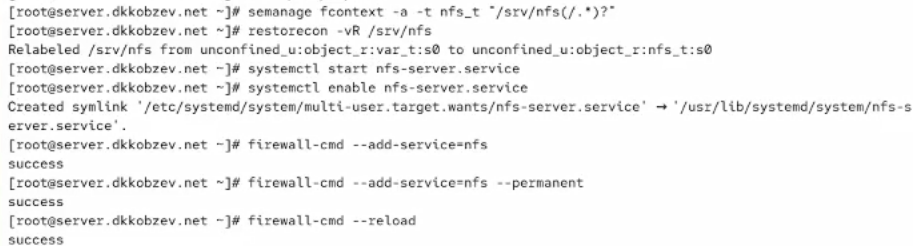 [root@server.dkkobzev.net ~]# semanage fcontext -a -t nfs_t "/srv/nfs(/.*)?"
[root@server.dkkobzev.net ~]# restorecon -vR /srv/nfs
Relabeled /srv/nfs from unconfined_u:object_r:var_t:s0 to unconfined_u:object_r:nfs_t:s0
[root@server.dkkobzev.net ~]# systemctl start nfs-server.service
[root@server.dkkobzev.net ~]# systemctl enable nfs-server.service
Created symlink '/etc/systemd/system/multi-user.target.wants/nfs-server.service' → '/usr/lib/systemd/system/nfs-s
erver.service'.
[root@server.dkkobzev.net ~]# firewall-cmd --add-service=nfs
success
[root@server.dkkobzev.net ~]# firewall-cmd --add-service=nfs --permanent
success
[root@server.dkkobzev.net ~]# firewall-cmd --reload
success